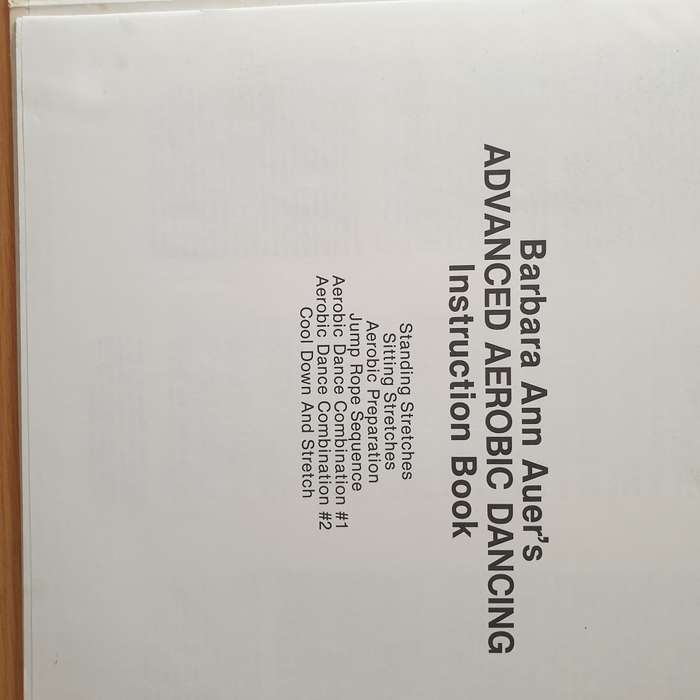 Barbara Ann Auer's
ADVANCED AEROBIC DANCING
Instruction Book
Standing Stretches
Sitting Stretches
Aerobic Preparation
Jump Rope Sequence
Aerobic Dance Combination #1
Aerobic Dance Combination #2
Cool Down And Stretch